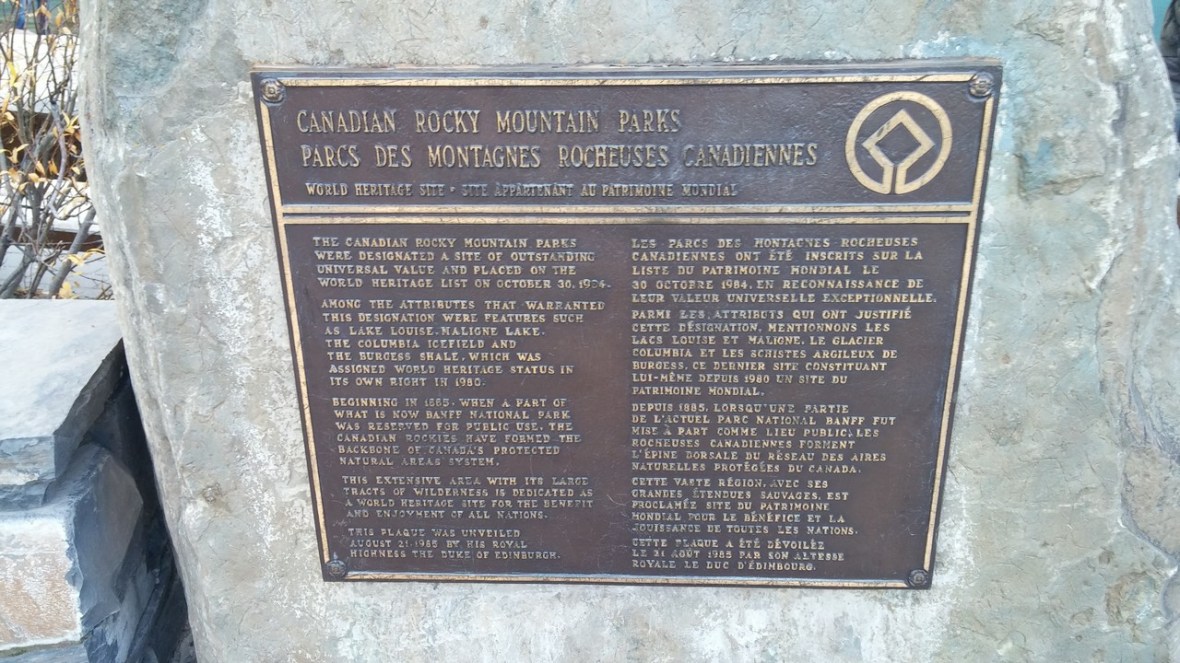 CANADIAN ROCKY MOUNTAIN PARKS
PARCS DES MONTAGNES ROCHEUSES CANADIENNES
WORLD HERITAGE SITE • SITE APPARTENANT AU PATRIMOINE MONDIAL
THE CANADIAN ROCKY MOUNTAIN PARKS
WERE DESIGNATED A SITE OF OUTSTANDING
UNIVERSAL VALUE AND PLACED ON THE
WORLD HERITAGE LIST ON OCTOBER 30, 1984.
AMONG THE ATTRIBUTES THAT WARRANTED
THIS DESIGNATION WERE FEATURES SUCH
AS LAKE LOUISE, MALIGNE LAKE,
THE COLUMBIA ICEFIELD AND
THE BURGESS SHALE, WHICH WAS
ASSIGNED WORLD HERITAGE STATUS IN
ITS OWN RIGHT IN 1980.
BEGINNING IN 1885, WHEN A PART OF
WHAT IS NOW BANFF NATIONAL PARK
WAS RESERVED FOR PUBLIC USE, THE
CANADIAN ROCKIES HAVE FORMED THE
BACKBONE OF CANADA'S PROTECTED
NATURAL AREAS SYSTEM.
THIS EXTENSIVE AREA WITH ITS LARGE
TRACTS OF WILDERNESS IS DEDICATED AS
A WORLD HERITAGE SITE FOR THE BENEFIT
AND ENJOYMENT OF ALL NATIONS.
THIS PLAQUE WAS UNVEILED
AUGUST 21, 1985 BY HIS ROYAL
HIGHNESS THE DUKE OF EDINBURGH.
LES PARCS DES MONTAGNES ROCHEUSES
CANADIENNES ONT ÉTÉ INSCRITS SUR LA
LISTE DU PATRIMOINE MONDIAL LE
30 OCTOBRE 1984, EN RECONNAISSANCE DE
LEUR VALEUR UNIVERSELLE EXCEPTIONNELLE.
PARMI LES ATTRIBUTS QUI ONT JUSTIFIÉ
CETTE DÉSIGNATION, MENTIONNONS LES
LACS LOUISE ET MALIGNE, LE GLACIER
COLUMBIA ET LES SCHISTES ARGILEUX DE
BURGESS, CE DERNIER SITE CONSTITUANT
LUI-MÊME DEPUIS 1980 UN SITE DU
PATRIMOINE MONDIAL.
DEPUIS 1885, LORSQU'UNE PARTIE
DE L'ACTUEL PARC NATIONAL BANFF FUT
MISE À PART COMME LIEU PUBLIC, LES
ROCHEUSES CANADIENNES FORMENT
L'ÉPINE DORSALE DU RÉSEAU DES AIRES
NATURELLES PROTÉGÉES DU CANADA.
CETTE VASTE RÉGION, AVEC SES
GRANDES ÉTENDUES SAUVAGES, EST
PROCLAMÉE SITE DU PATRIMOINE
MONDIAL POUR LE BÉNÉFICE ET LA
JOUISSANCE DE TOUTES LES NATIONS.
CETTE PLAQUE A ÉTÉ DÉVOILÉE
LE 21 AOÛT 1985 PAR SON ALTESSE
ROYALE LE DUC D'ÉDIMBOURG.